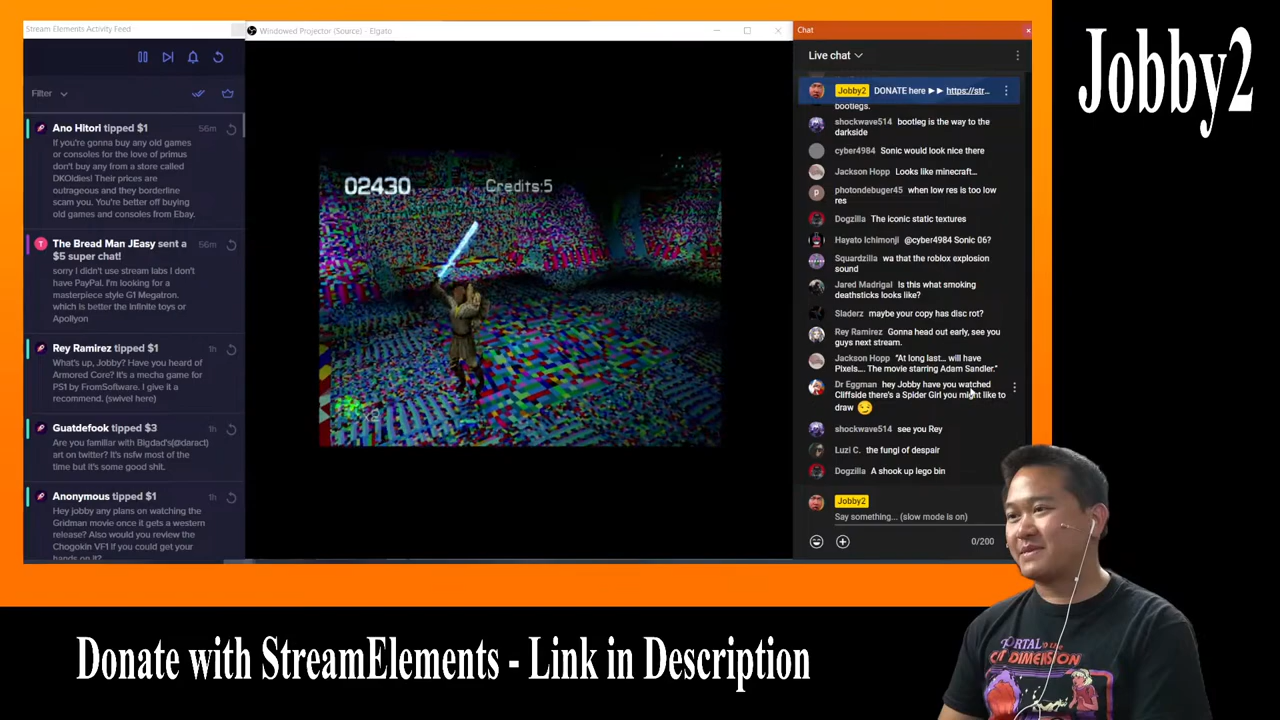 Stream Elements Activity Feed
Filter
Ano Hitori tipped $1
56m
If you're gonna buy any old games
or consoles for the love of primus
don't buy any from a store called
DKOldies! Their prices are
outrageous and they borderline
scam you. You're better off buying
old games and consoles from Ebay.
T
The Bread Man JEasy sent a
$5 super chat!
56m
sorry I didn't use stream labs I don't
have PayPal. I'm looking for a
masterpiece style G1 Megatron.
which is better the infinite toys or
Apollyon
Rey Ramirez tipped $1
1h
What's up, Jobby? Have you heard of
Armored Core? It's a mecha game for
PS1 by FromSoftware. I give it a
recommend. (swivel here)
Guatdefook tipped $3
1h
Are you familiar with Bigdad's(@daract)
art on twitter? It's nsfw most of the
time but it's some good shit.
Anonymous tipped $1
1h
Hey jobby any plans on watching the
Gridman movie once it gets a western
release? Also would you review the
Chogokin VF1 if you could get your
hands on it?
Windowed Projector (Source) - Elgato
02430
Credits:5
Chat
Live chat
Jobby2 DONATE here ►► https://str...
bootlegs.
shockwave514 bootleg is the way to the
darkside
cyber4984 Sonic would look nice there
Jackson Hopp Looks like minecraft...
p
photondebuger45 when low res is too low
res
Dogzilla The iconic static textures
Hayato Ichimonji @cyber4984 Sonic 06?
Squardzilla wa that the roblox explosion
sound
Jared Madrigal Is this what smoking
deathsticks looks like?
Sladerz maybe your copy has disc rot?
Rey Ramirez Gonna head out early, see you
guys next stream.
Jackson Hopp "At long last... will have
Pixels.... The movie starring Adam Sandler."
Dr Eggman hey Jobby have you watched
Cliffside there's a Spider Girl you might like to
draw 😏
shockwave514 see you Rey
Luzi C. the fungi of despair
Dogzilla A shook up lego bin
Jobby2
Say something... (slow mode is on)
0/200
Jobby2
PORTAL to the
CAT DIMENSION
Donate with StreamElements - Link in Description